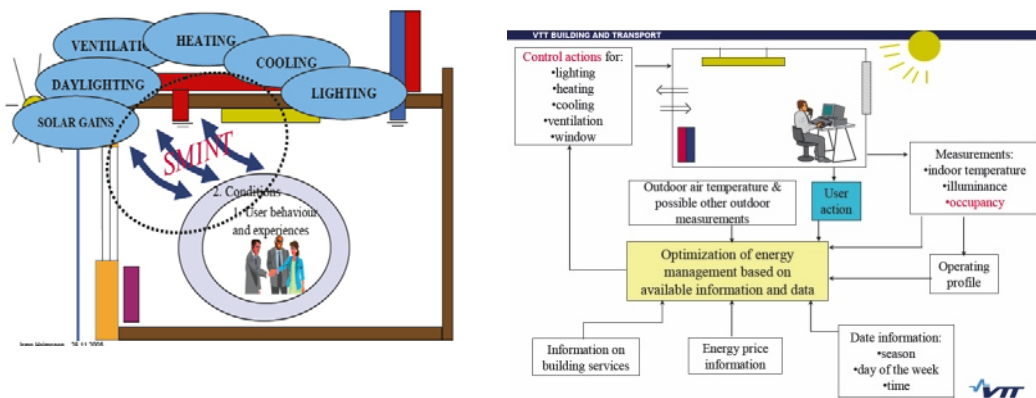 VENTILATI
HEATING
COOLING
DAYLIGHTING
LIGHTING
SOLAR GAINS
SMINT
2. Conditions
1. User behaviour
and experiences
VTT BUILDING AND TRANSPORT
Control actions for:
•lighting
•heating
•cooling
•ventilation
•window
Measurements:
•indoor temperature
•illuminance
•occupancy
Outdoor air temperature &
possible other outdoor
measurements
User
action
Optimization of energy
management based on
available information and data
Operating
profile
Information on
building services
Energy price
information
Date information:
•season
•day of the week
•time
VTT